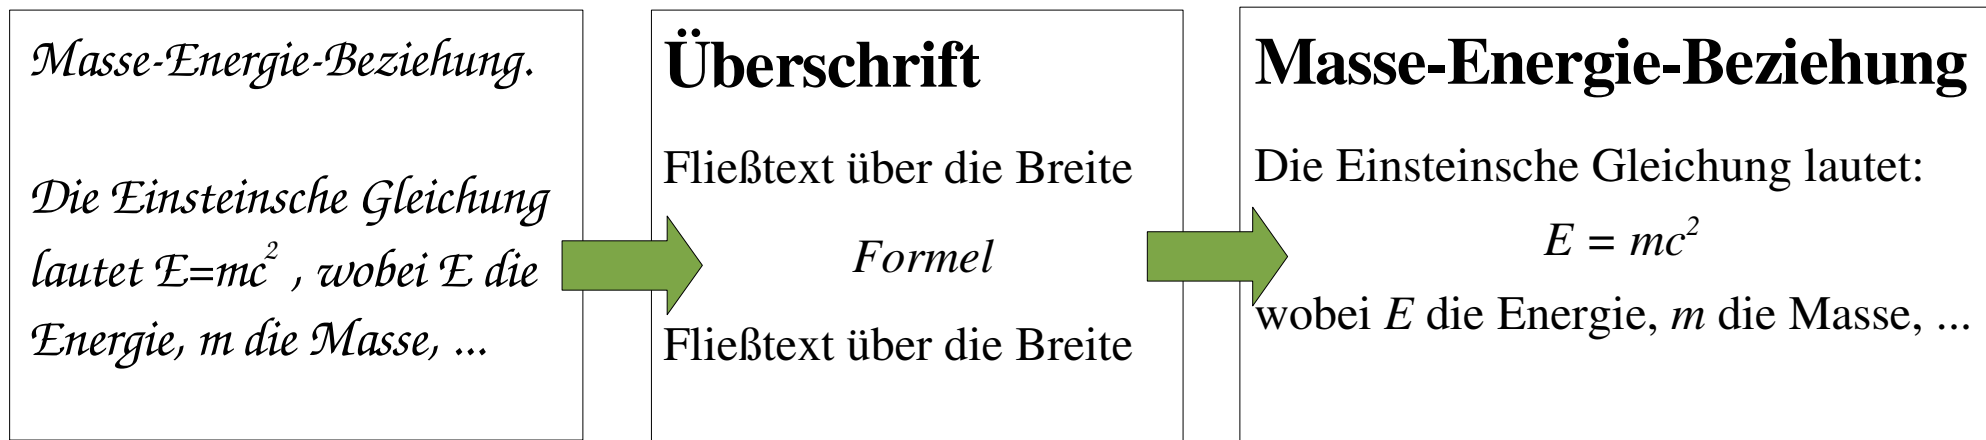 Masse-Energie-Beziehung.
Die Einsteinsche Gleichung
lautet E=mc² , wobei E die
Energie, m die Masse, ...
Überschrift
Fließtext über die Breite
Formel
Fließtext über die Breite
Masse-Energie-Beziehung
Die Einsteinsche Gleichung lautet:
E = mc²
wobei E die Energie, m die Masse, ...